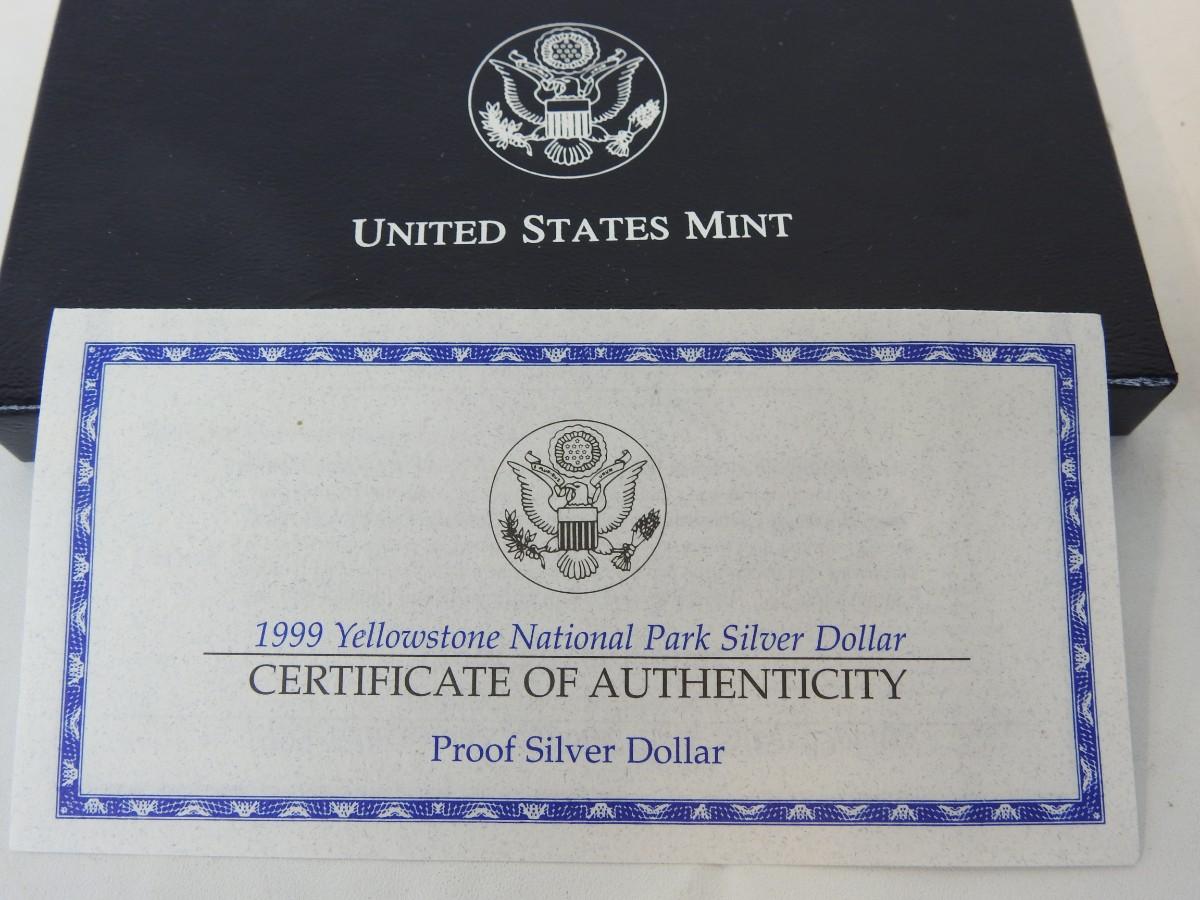 UNITED STATES MINT
1999 Yellowstone National Park Silver Dollar
CERTIFICATE OF AUTHENTICITY
Proof Silver Dollar